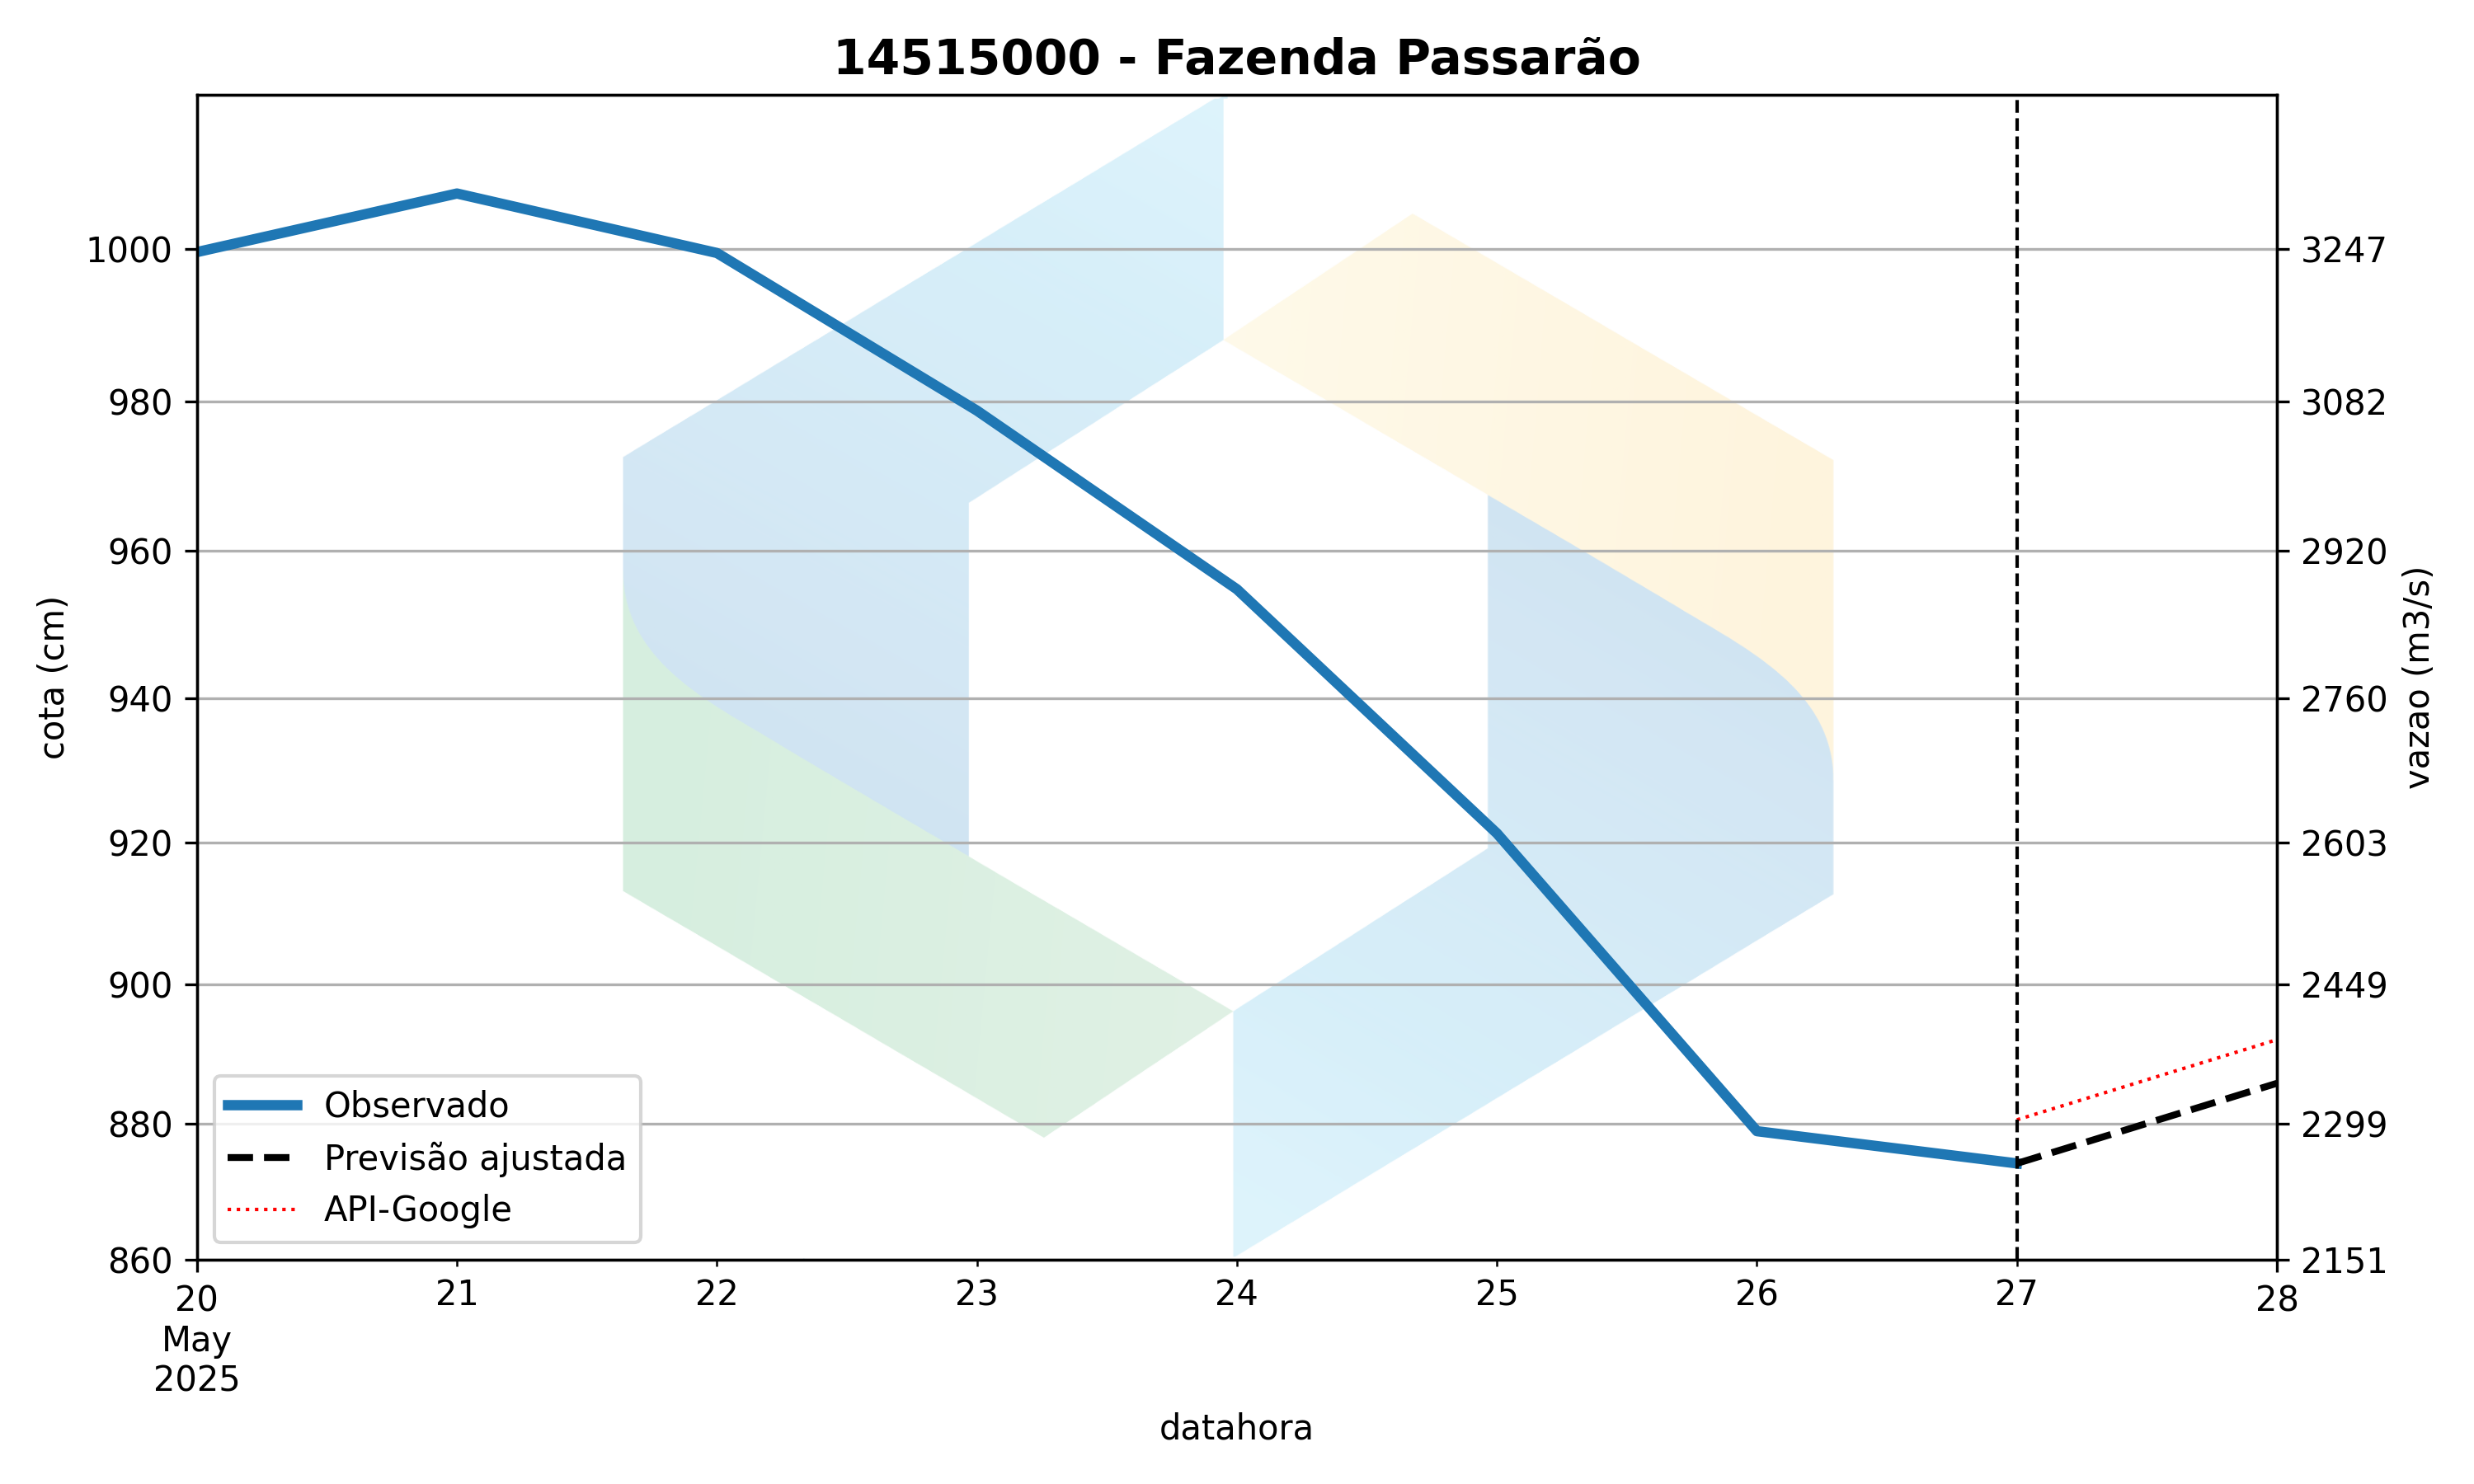 14515000 - Fazenda Passarão
1000
980
960
940
920
900
880
860
cota (cm)
3247
3082
2920
2760
2603
2449
2299
2151
vazao (m3/s)
Observado
Previsão ajustada
API-Google
20 21 22 23 24 25 26 27 28
May
2025
datahora